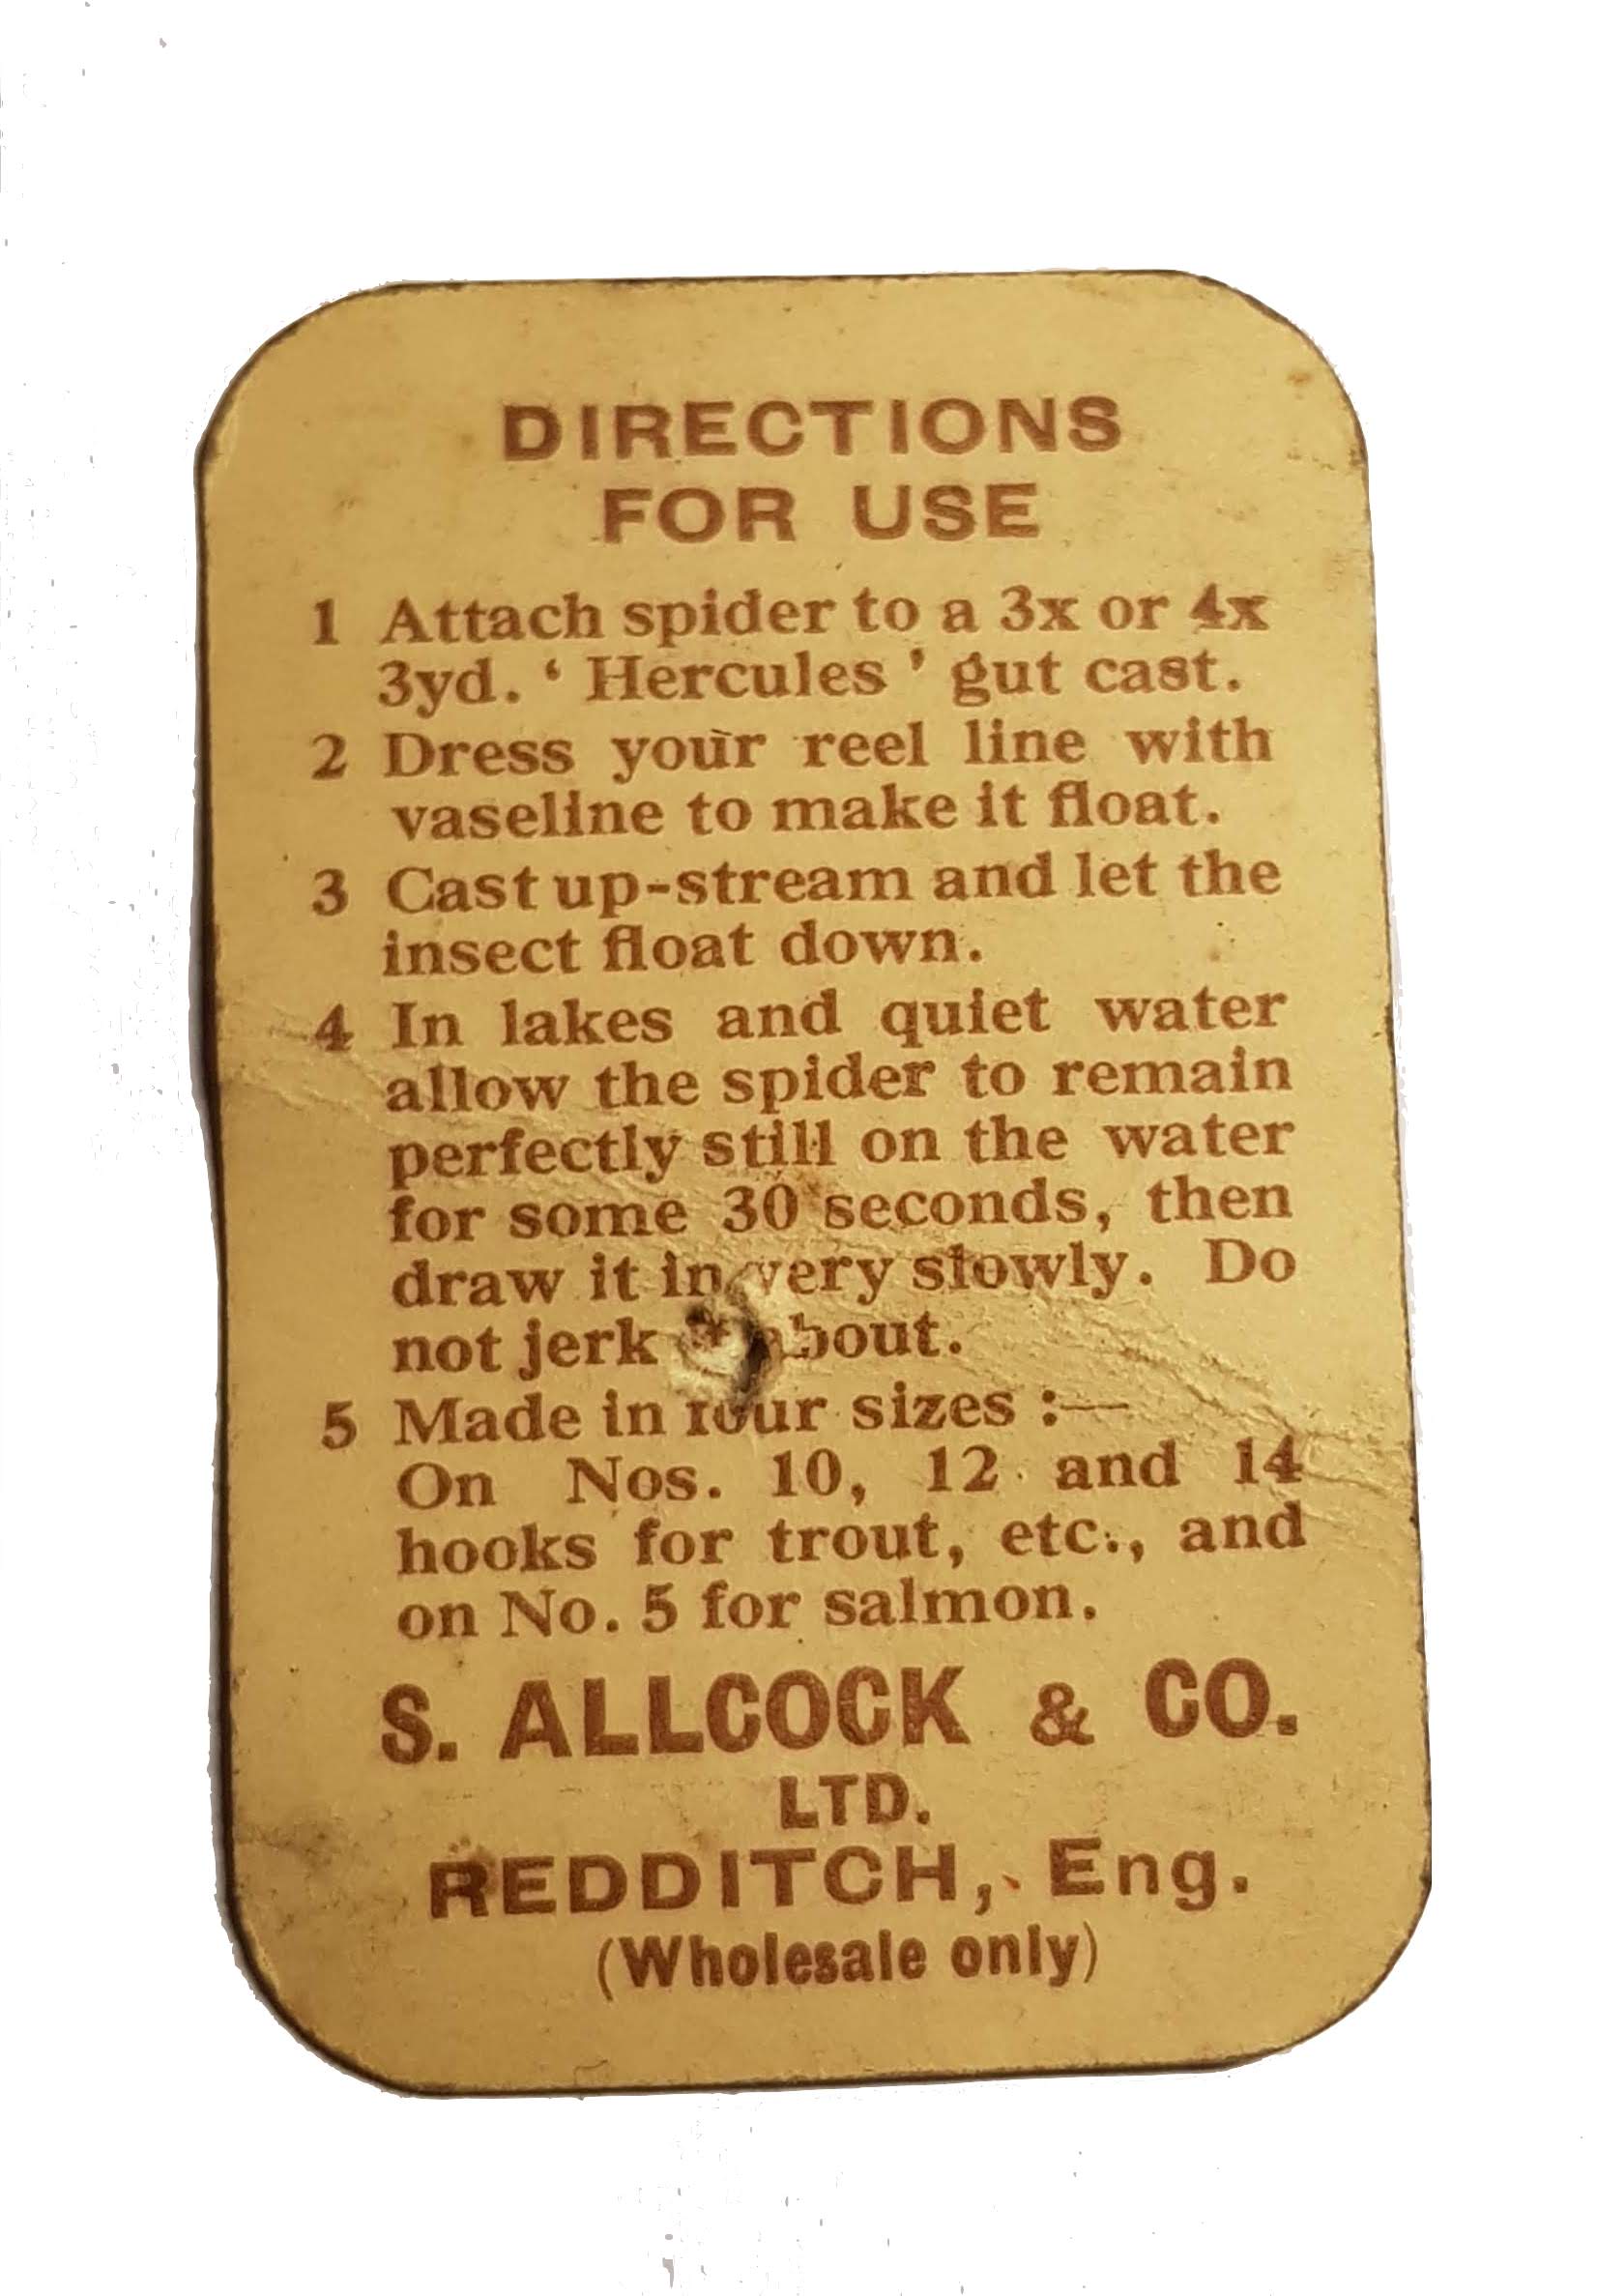 DIRECTIONS
FOR USE
1 Attach spider to a 3x or 4x
3yd. ‘ Hercules ’ gut cast.
2 Dress your reel line with
vaseline to make it float.
3 Cast up-stream and let the
insect float down.
4 In lakes and quiet water
allow the spider to remain
perfectly still on the water
for some 30 seconds, then
draw it in very slowly. Do
not jerk about.
5 Made in four sizes :—
On Nos. 10, 12 and 14
hooks for trout, etc., and
on No. 5 for salmon.
S. ALLCOCK & CO.
LTD.
REDDITCH, Eng.
(Wholesale only)